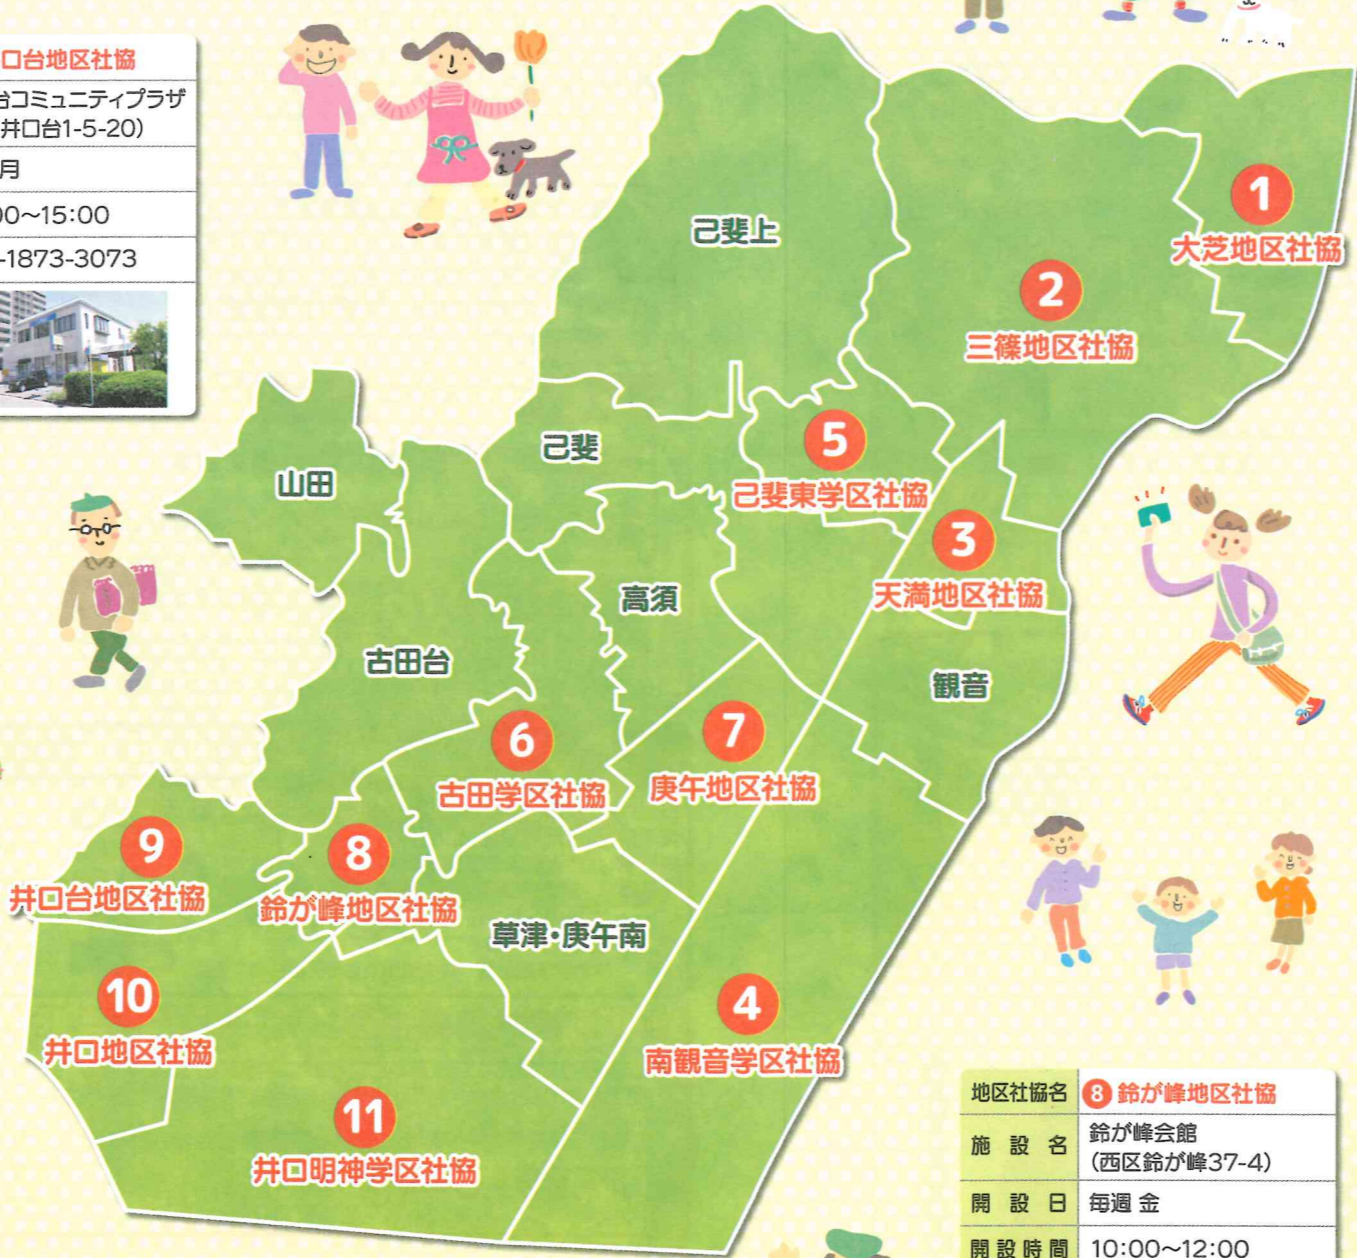 口台地区社協
台コミュニティプラザ
井口台1-5-20）
月
00～15：00
-1873-3073
己斐上
1
大芝地区社協
2
三篠地区社協
5
己斐東学区社協
己斐
山田
3
天満地区社協
高須
古田台
観音
6
古田学区社協
7
庚午地区社協
9
井口台地区社協
8
鈴が峰地区社協
草津・庚午南
10
井口地区社協
4
南観音学区社協
11
井口明神学区社協
地区社協名 8 鈴が峰地区社協
施設名 鈴が峰会館
（西区鈴が峰37-4）
開設日 毎週 金
開設時間 10：00～12：00